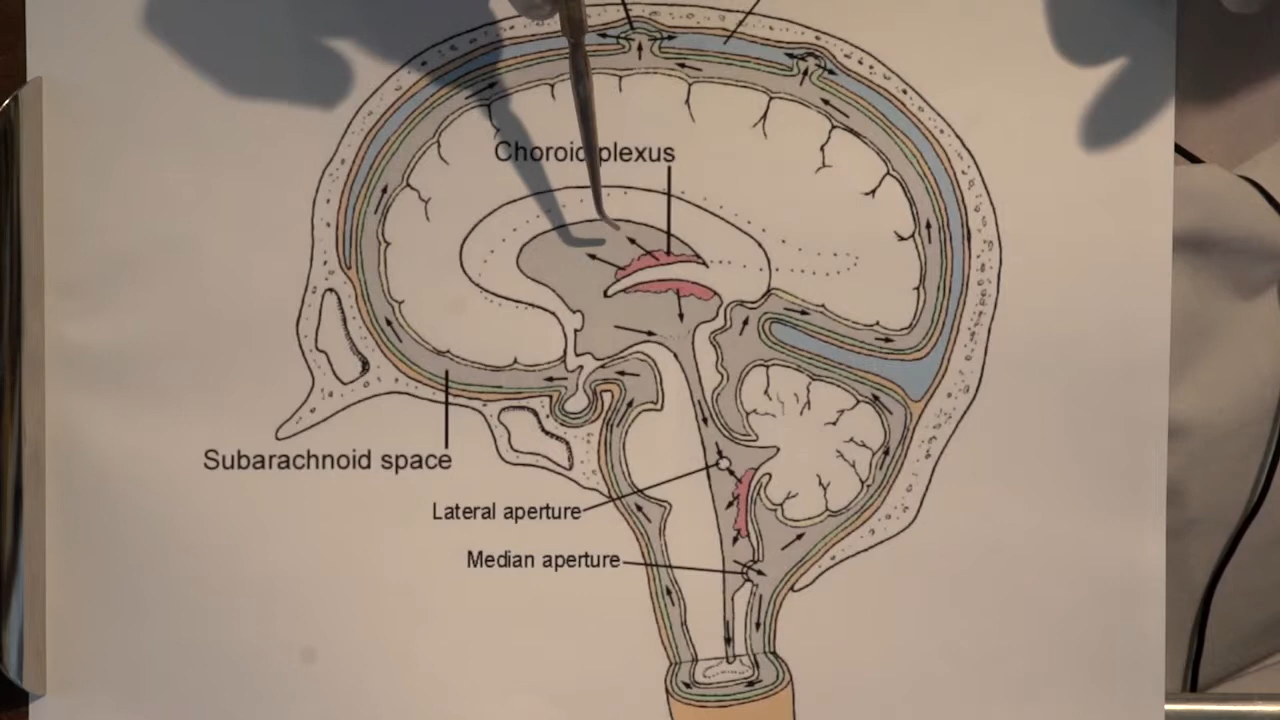 Choroid plexus
Subarachnoid space
Lateral aperture
Median aperture